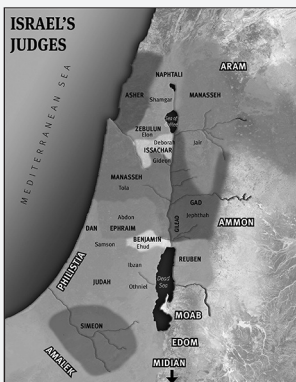 ISRAEL'S
JUDGES
MEDITERRANEAN SEA
NAPHTALI
ARAM
ASHER
Shamgar
MANASSEH
ZEBULUN
Elon
Deborah
ISSACHAR
Gideon
Jair
MANASSEH
Tola
GAD
Jephthah
GILEAD
AMMON
Abdon
DAN
EPHRAIM
Samson
BENJAMIN
Ehud
REUBEN
PHILISTIA
Ibzan
Othniel
JUDAH
Dead
Sea
MOAB
SIMEON
AMALEK
EDOM
MIDIAN